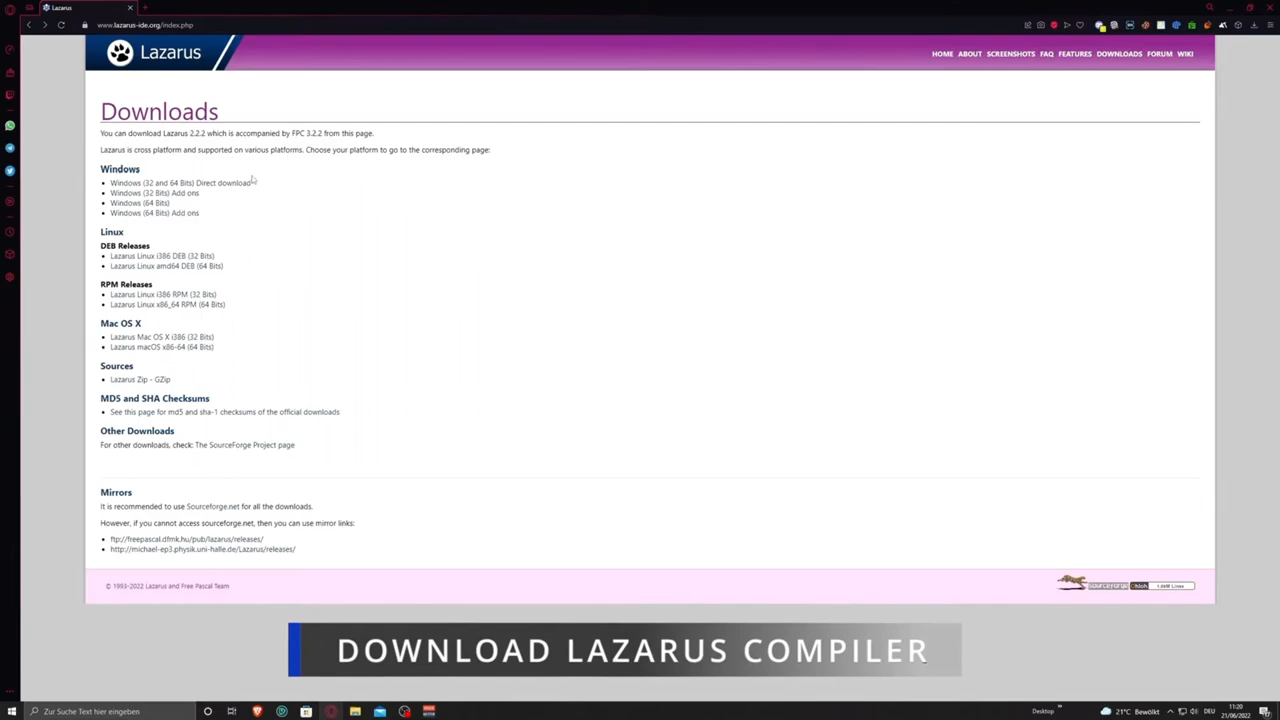 Lazarus
www.lazarus-ide.org/index.php
Lazarus
HOME ABOUT SCREENSHOTS FAQ FEATURES DOWNLOADS FORUM WIKI
Downloads
You can download Lazarus 2.2.2 which is accompanied by FPC 3.2.2 from this page.
Lazarus is cross platform and supported on various platforms. Choose your platform to go to the corresponding page:
Windows
Windows (32 and 64 Bits) Direct download
Windows (32 Bits) Add ons
Windows (64 Bits)
Windows (64 Bits) Add ons
Linux
DEB Releases
Lazarus Linux i386 DEB (32 Bits)
Lazarus Linux amd64 DEB (64 Bits)
RPM Releases
Lazarus Linux i386 RPM (32 Bits)
Lazarus Linux x86_64 RPM (64 Bits)
Mac OS X
Lazarus Mac OS X i386 (32 Bits)
Lazarus macOS x86-64 (64 Bits)
Sources
Lazarus Zip - GZip
MD5 and SHA Checksums
See this page for md5 and sha-1 checksums of the official downloads
Other Downloads
For other downloads, check: The SourceForge Project page
Mirrors
It is recommended to use Sourceforge.net for all the downloads.
However, if you cannot access sourceforge.net, then you can use mirror links:
ftp://freepascal.dfmk.hu/pub/lazarus/releases/
http://michael-ep3.physik.uni-halle.de/Lazarus/releases/
© 1993-2022 Lazarus and Free Pascal Team
DOWNLOAD LAZARUS COMPILER
Zur Suche Text hier eingeben
Desktop
21°C Bewölkt
DEU
11:20
21/06/2022